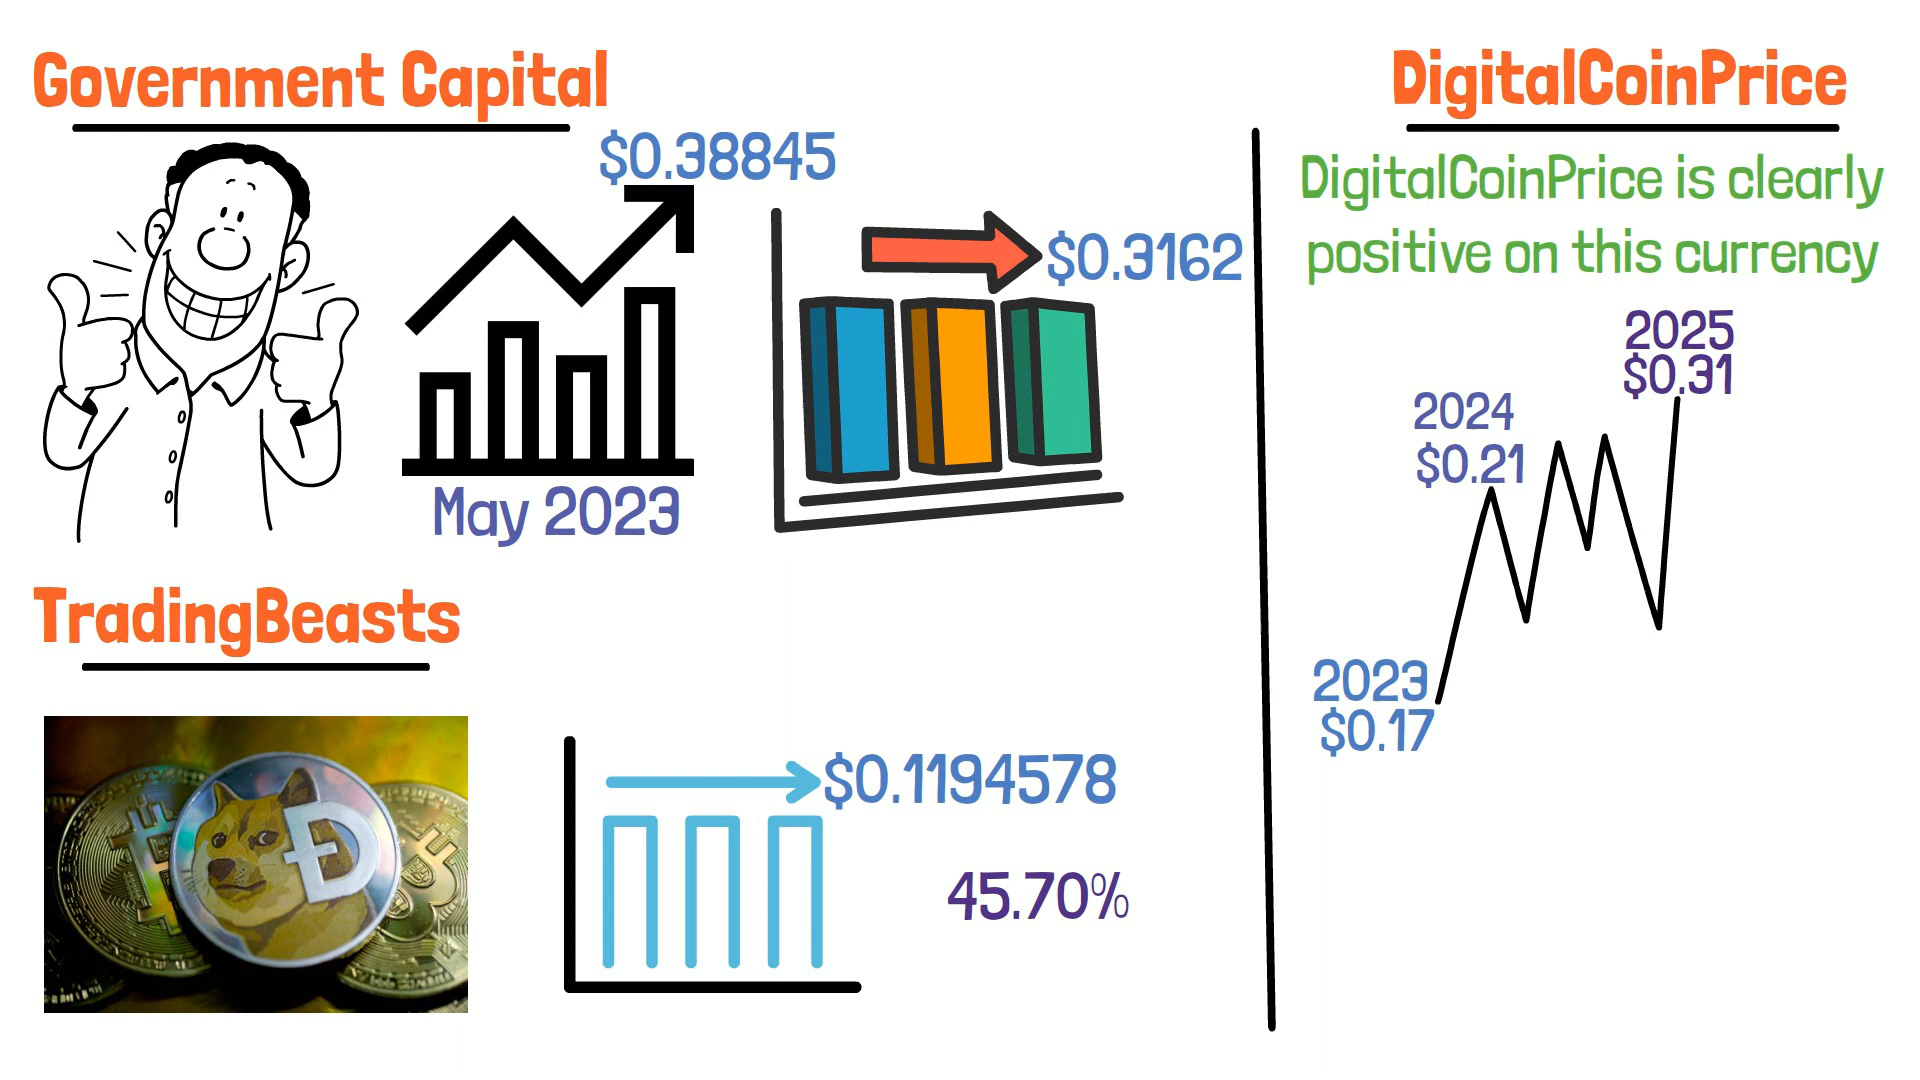 Government Capital
$0.38845
$0.3162
May 2023
TradingBeasts
$0.1194578
45.70%
DigitalCoinPrice
DigitalCoinPrice is clearly
positive on this currency
2025
$0.31
2024
$0.21
2023
$0.17